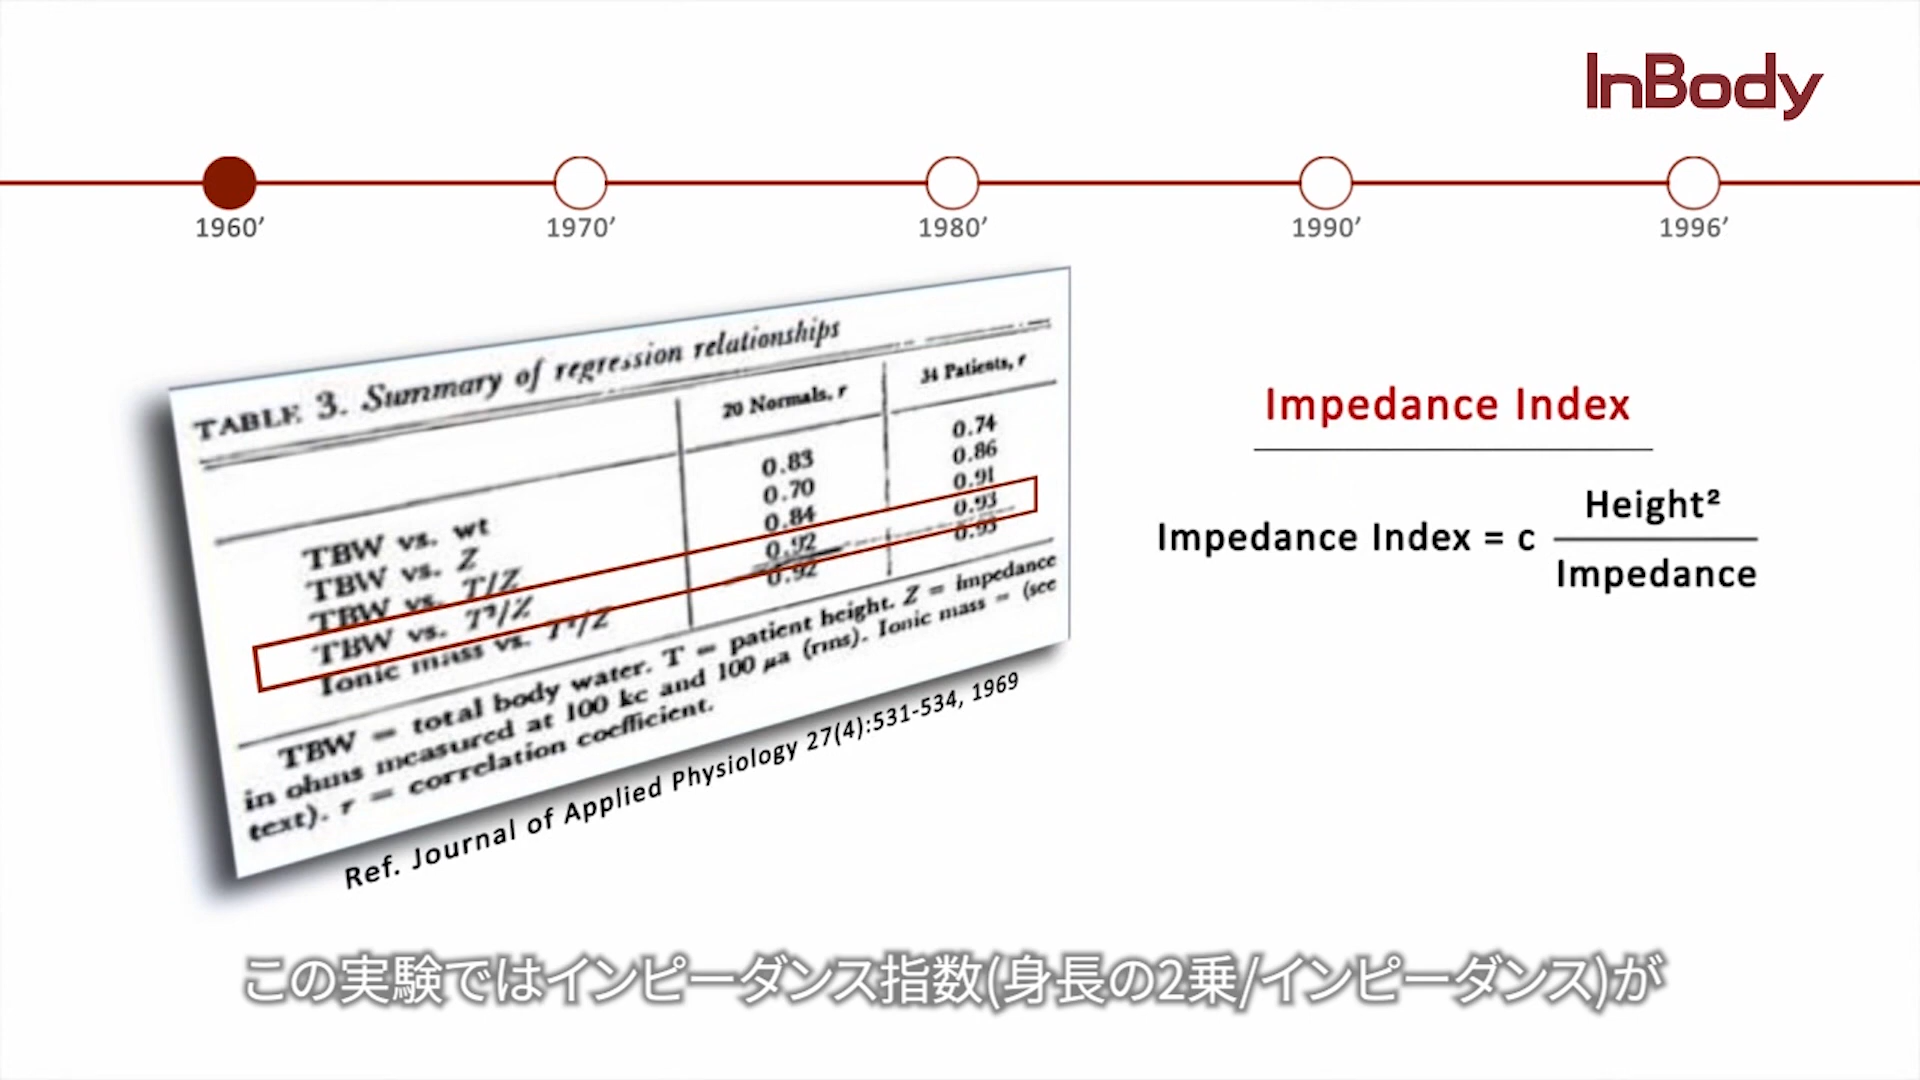 InBody
1960’
1970’
1980’
1990’
1996’
TABLE 3. Summary of regression relationships
20 Normals, r
34 Patients, r
TBW vs. wt 0.83 0.74
TBW vs. Z 0.70 0.86
TBW vs. T/Z 0.84 0.91
TBW vs. T²/Z 0.92 0.93
Ionic mass vs. T²/Z 0.92 0.93
TBW = total body water. T = patient height. Z = impedance
in ohms measured at 100 kc and 100 μa (rms). Ionic mass = (see
text). r = correlation coefficient.
Ref. Journal of Applied Physiology 27(4):531-534, 1969
Impedance Index
Impedance Index = c
Height²
Impedance
この実験ではインピーダンス指数(身長の2乗/インピーダンス)が